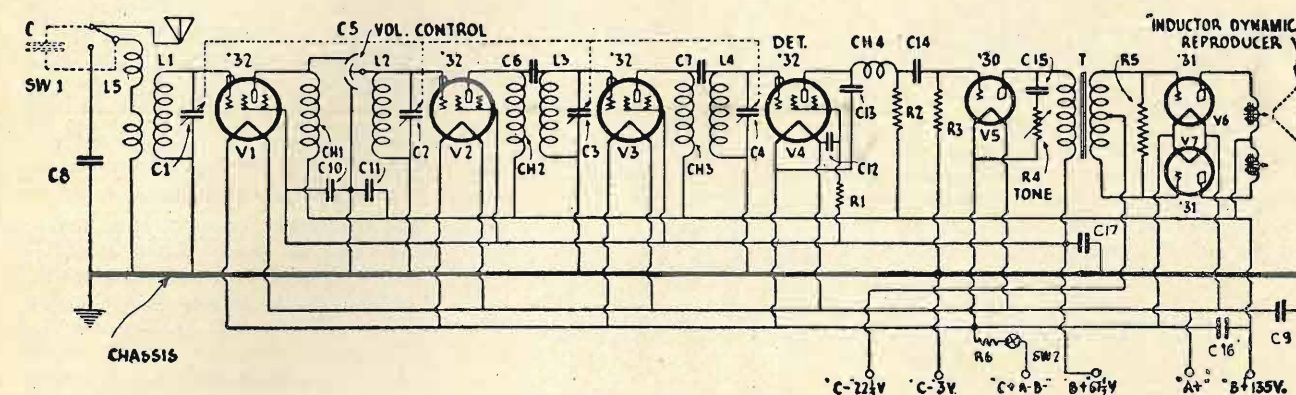 "INDUCTOR DYNAMIC
REPRODUCER
C
C5 VOL. CONTROL
DET.
CH4
C14
SW1
L5
L1
'32
L2
'32
C6
L3
'32
C7
L4
'32
'30
C15
T
R5
'31
C13
R2
R3
V5
V6
V7
C8
C1
V1
CH1
C10
C11
C2
V2
CH2
C3
V3
CH3
C4
V4
C12
R1
R4
TONE
'31
C17
CHASSIS
R6
SW2
C16
C9
"C-"22½V
"C-"3V.
"C+A-B-"
"B+"67½V
"A+"
"B+"135V.